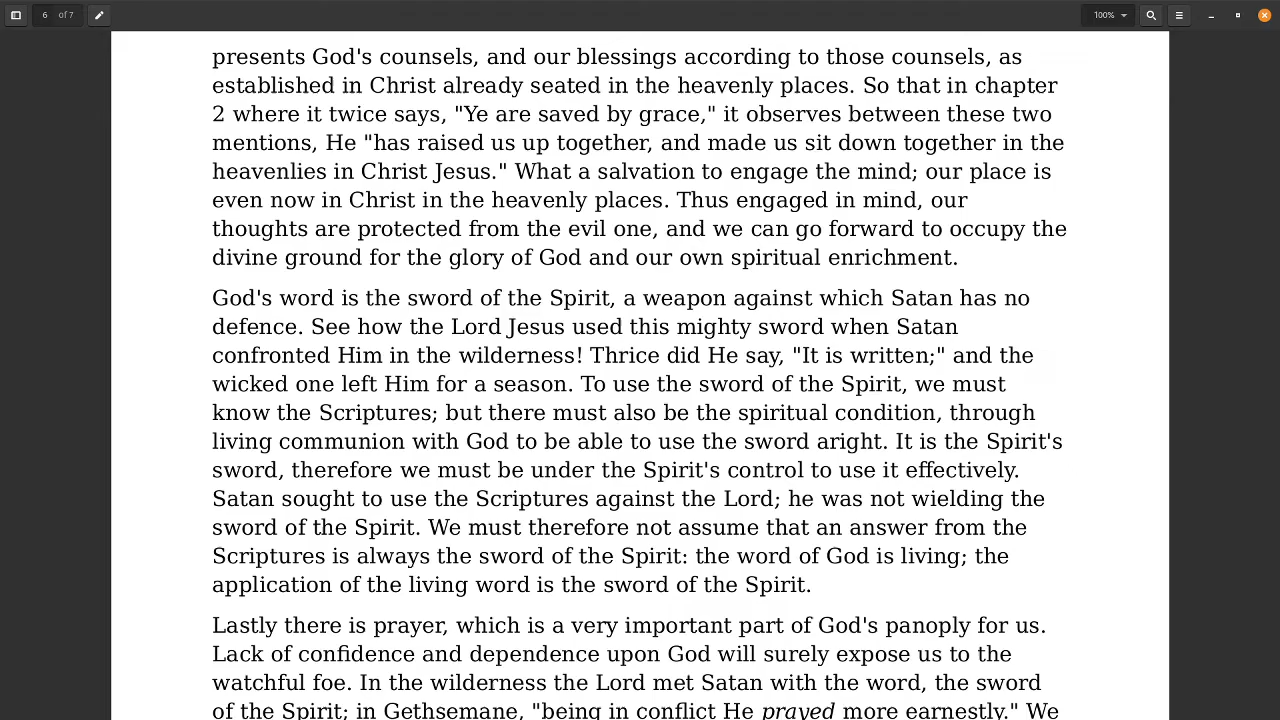 6 of 7
100%
presents God's counsels, and our blessings according to those counsels, as
established in Christ already seated in the heavenly places. So that in chapter
2 where it twice says, "Ye are saved by grace," it observes between these two
mentions, He "has raised us up together, and made us sit down together in the
heavenlies in Christ Jesus." What a salvation to engage the mind; our place is
even now in Christ in the heavenly places. Thus engaged in mind, our
thoughts are protected from the evil one, and we can go forward to occupy the
divine ground for the glory of God and our own spiritual enrichment.
God's word is the sword of the Spirit, a weapon against which Satan has no
defence. See how the Lord Jesus used this mighty sword when Satan
confronted Him in the wilderness! Thrice did He say, "It is written;" and the
wicked one left Him for a season. To use the sword of the Spirit, we must
know the Scriptures; but there must also be the spiritual condition, through
living communion with God to be able to use the sword aright. It is the Spirit's
sword, therefore we must be under the Spirit's control to use it effectively.
Satan sought to use the Scriptures against the Lord; he was not wielding the
sword of the Spirit. We must therefore not assume that an answer from the
Scriptures is always the sword of the Spirit: the word of God is living; the
application of the living word is the sword of the Spirit.
Lastly there is prayer, which is a very important part of God's panoply for us.
Lack of confidence and dependence upon God will surely expose us to the
watchful foe. In the wilderness the Lord met Satan with the word, the sword
of the Spirit; in Gethsemane, "being in conflict He prayed more earnestly." We